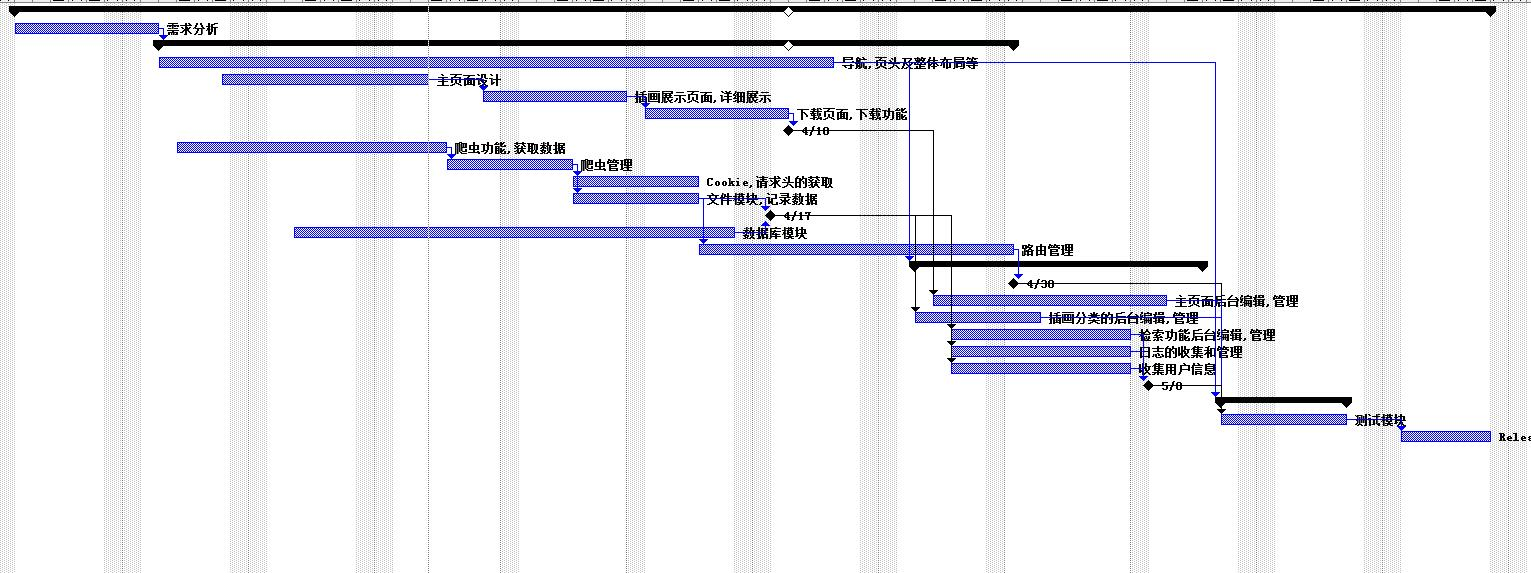 需求分析
导航,页头及整体布局等
主页面设计
插画展示页面,详细展示
下载页面,下载功能
4/18
爬虫功能,获取数据
爬虫管理
Cookie,请求头的获取
文件模块,记录数据
4/17
数据库模块
路由管理
4/30
主页面后台编辑,管理
插画分类的后台编辑,管理
检索功能后台编辑,管理
日志的收集和管理
收集用户信息
5/8
测试模块
Relea